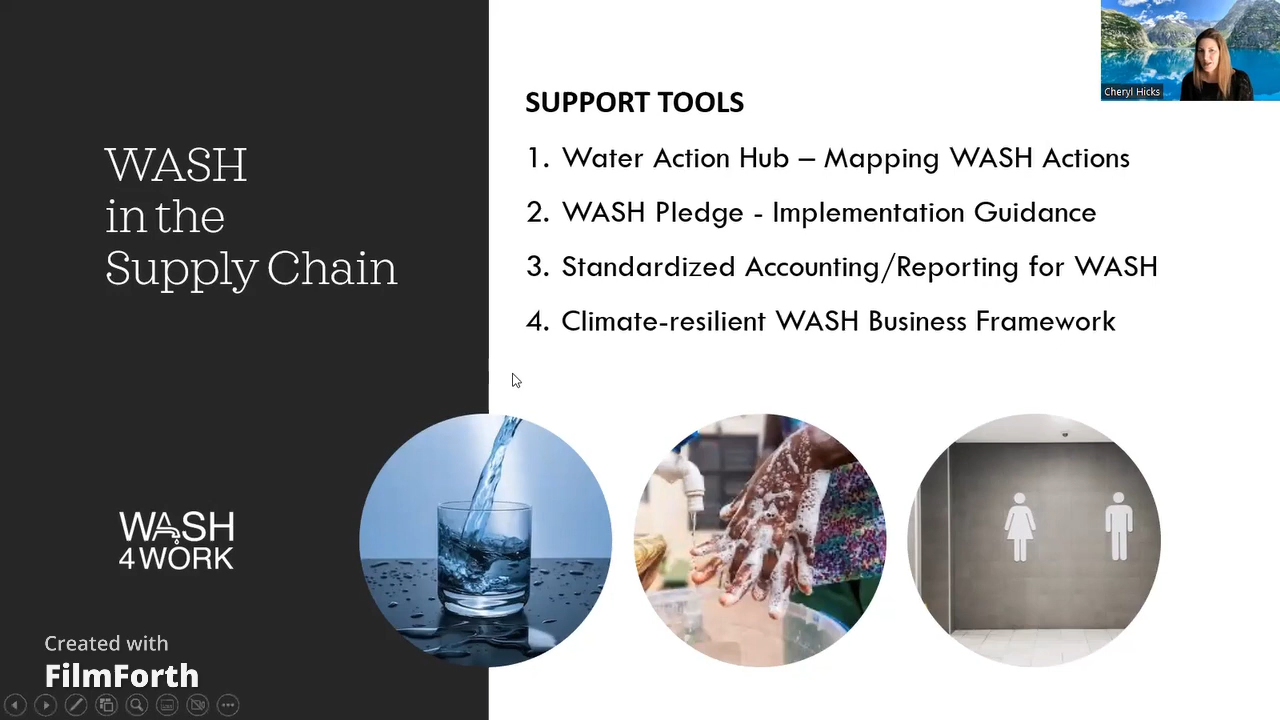 WASH
in the
Supply Chain
SUPPORT TOOLS
1. Water Action Hub – Mapping WASH Actions
2. WASH Pledge - Implementation Guidance
3. Standardized Accounting/Reporting for WASH
4. Climate-resilient WASH Business Framework
Cheryl Hicks
WASH
4WORK
Created with
FilmForth